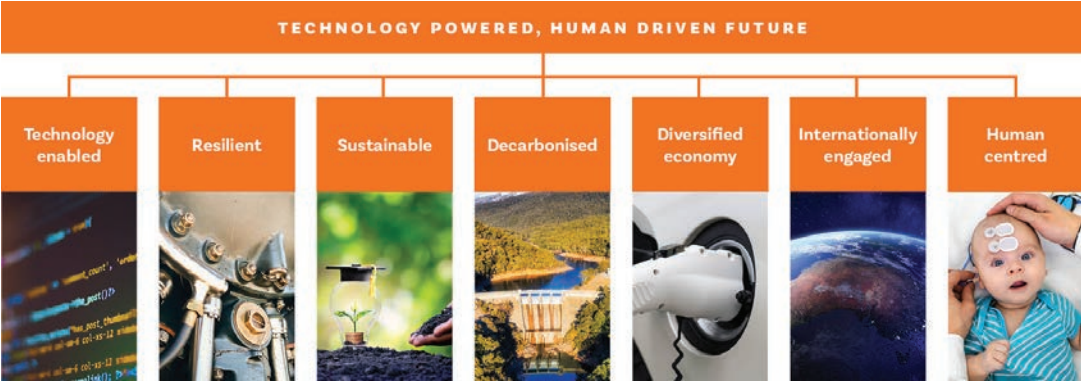 TECHNOLOGY POWERED, HUMAN DRIVEN FUTURE
Technology
enabled
Resilient
Sustainable
Decarbonised
Diversified
economy
Internationally
engaged
Human
centred